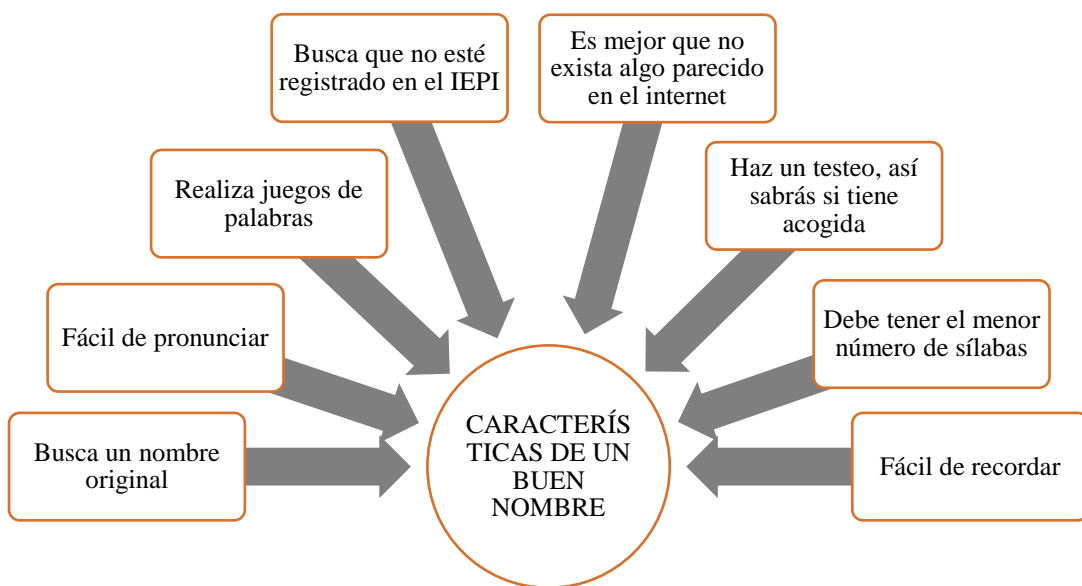 Busca que no esté
registrado en el IEPI
Es mejor que no
exista algo parecido
en el internet
Realiza juegos de
palabras
Haz un testeo, así
sabrás si tiene
acogida
Fácil de pronunciar
Debe tener el menor
número de sílabas
Busca un nombre
original
CARACTERÍS
TICAS DE UN
BUEN
NOMBRE
Fácil de recordar